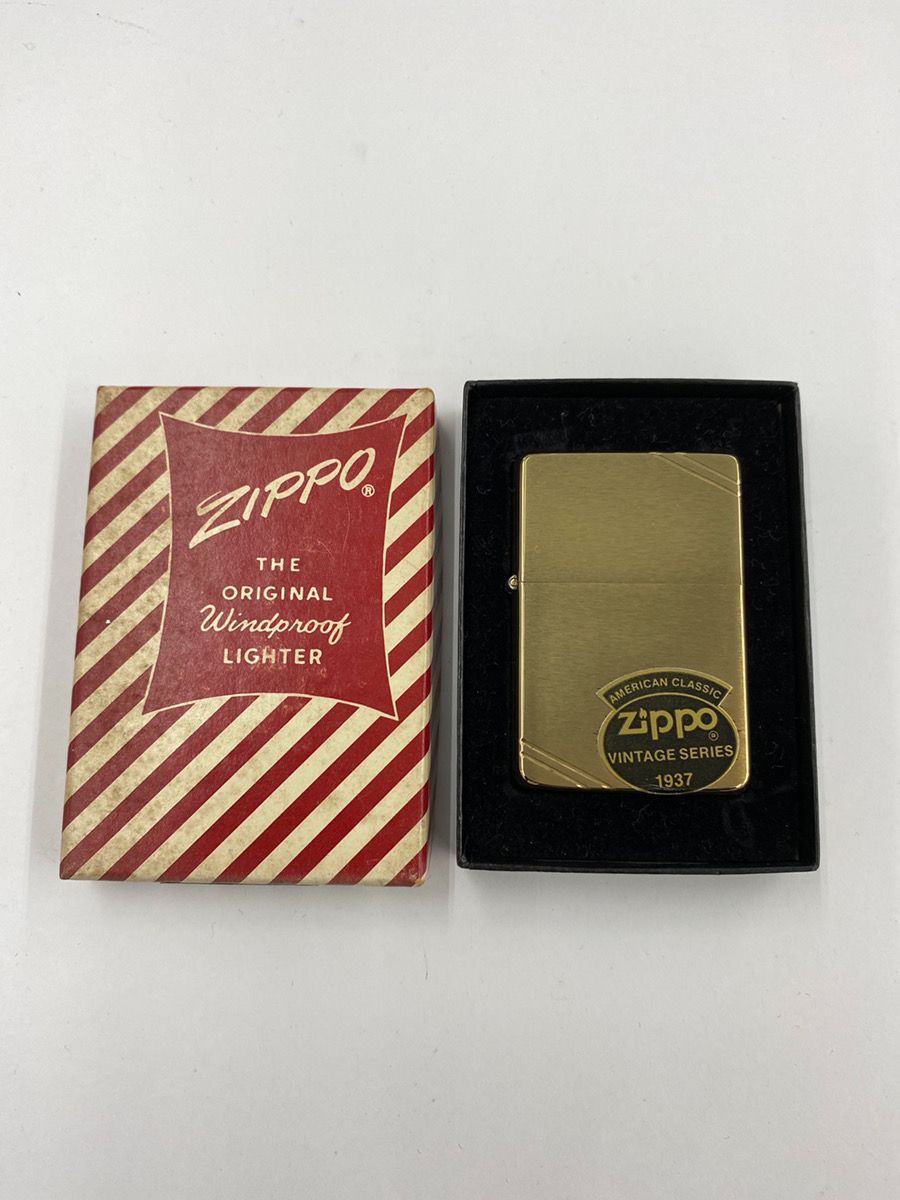 ZIPPO®
THE
ORIGINAL
Windproof
LIGHTER
AMERICAN CLASSIC
Zippo®
VINTAGE SERIES
1937